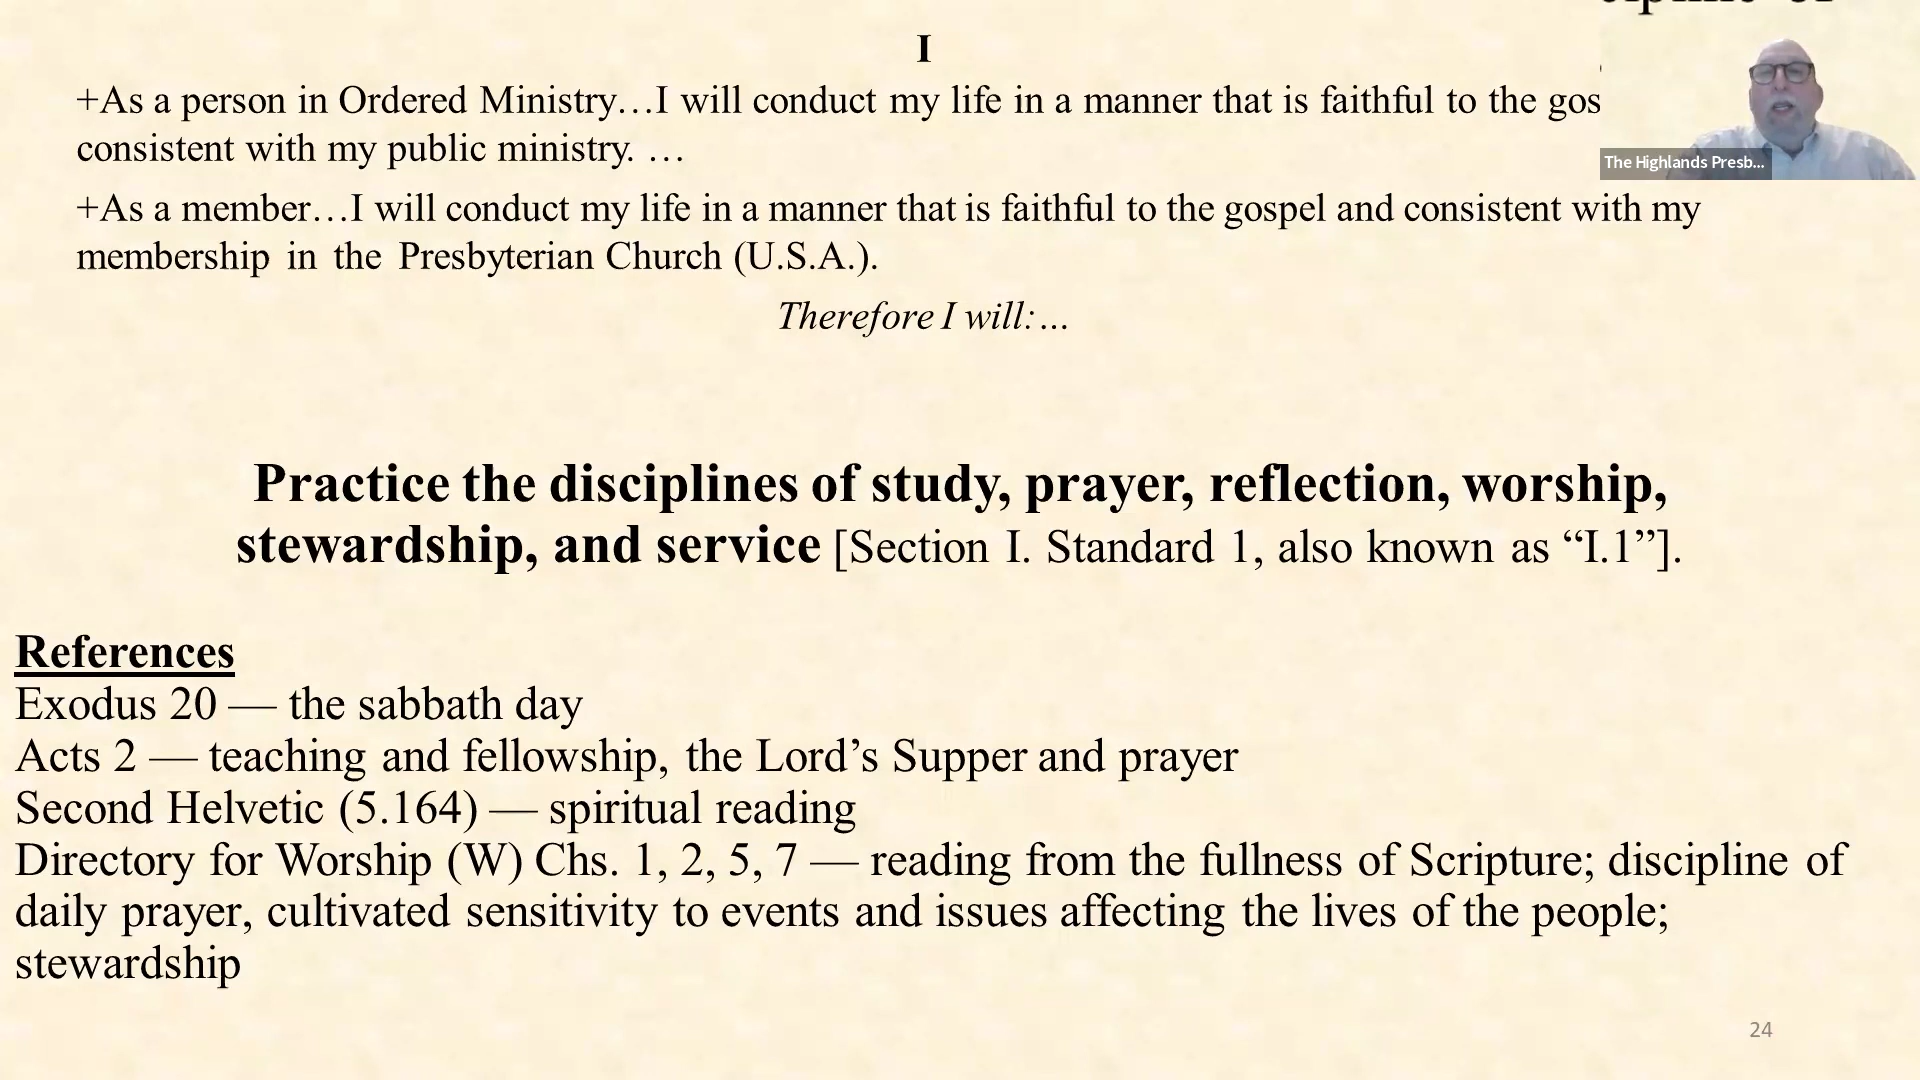 I
+As a person in Ordered Ministry…I will conduct my life in a manner that is faithful to the gos
consistent with my public ministry. …
The Highlands Presb...
+As a member…I will conduct my life in a manner that is faithful to the gospel and consistent with my
membership in the Presbyterian Church (U.S.A.).
Therefore I will:…
Practice the disciplines of study, prayer, reflection, worship,
stewardship, and service [Section I. Standard 1, also known as “I.1”].
References
Exodus 20 — the sabbath day
Acts 2 — teaching and fellowship, the Lord’s Supper and prayer
Second Helvetic (5.164) — spiritual reading
Directory for Worship (W) Chs. 1, 2, 5, 7 — reading from the fullness of Scripture; discipline of
daily prayer, cultivated sensitivity to events and issues affecting the lives of the people;
stewardship
24